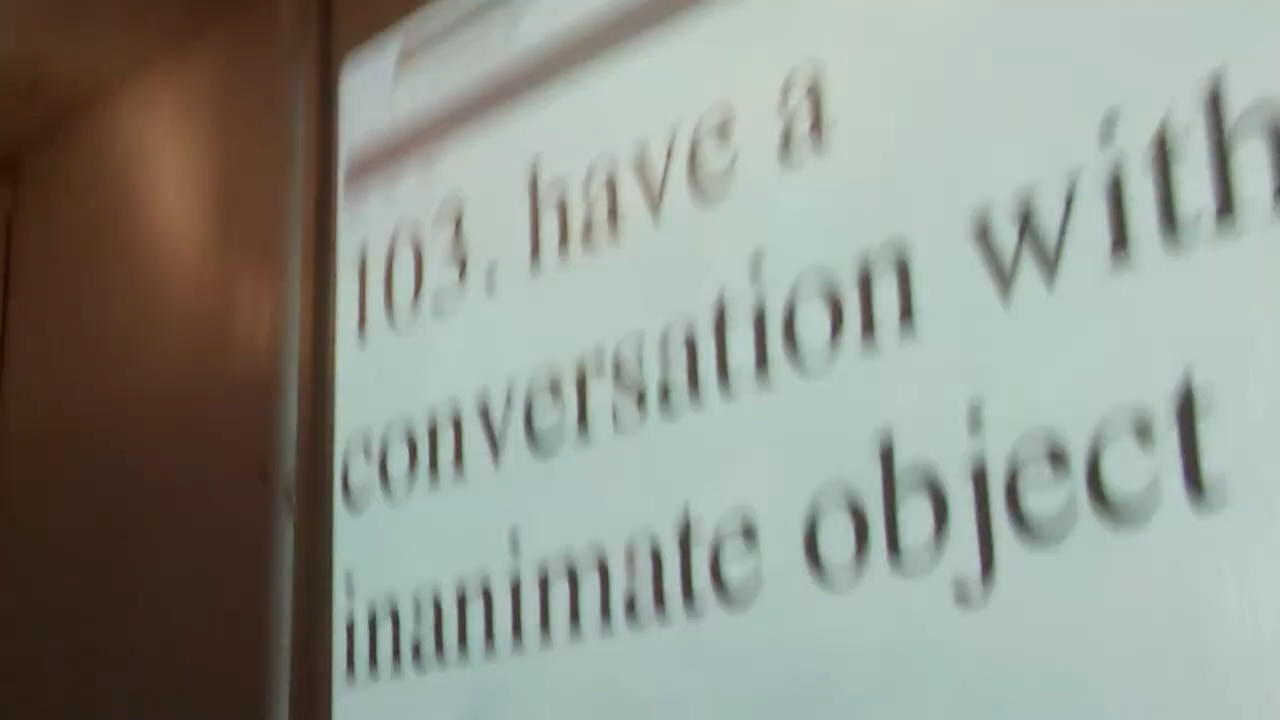 103. have a
conversation with
inanimate object